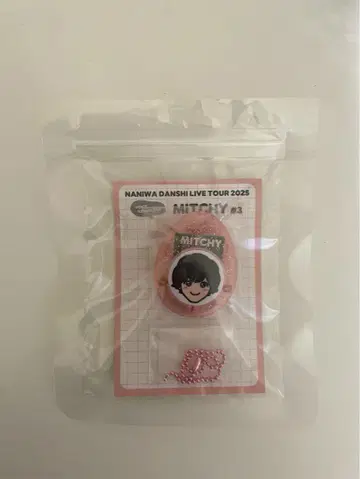 NANIWA DANSHI LIVE TOUR 2025
MITCHY #3
MITCHY